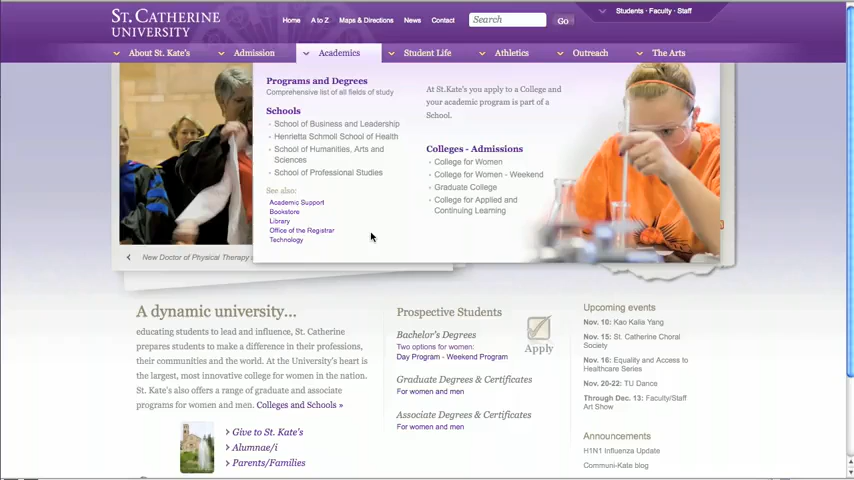 ST. CATHERINE
UNIVERSITY
Home
A to Z
Maps & Directions
News
Contact
Search
Go
Students · Faculty · Staff
About St. Kate's
Admission
Academics
Student Life
Athletics
Outreach
The Arts
Programs and Degrees
Comprehensive list of all fields of study
Schools
School of Business and Leadership
Henrietta Schmoll School of Health
School of Humanities, Arts and
Sciences
School of Professional Studies
See also:
Academic Support
Bookstore
Library
Office of the Registrar
Technology
At St.Kate's you apply to a College and
your academic program is part of a
School.
Colleges - Admissions
College for Women
College for Women - Weekend
Graduate College
College for Applied and
Continuing Learning
New Doctor of Physical Therapy
A dynamic university...
educating students to lead and influence, St. Catherine
prepares students to make a difference in their professions,
their communities and the world. At the University's heart is
the largest, most innovative college for women in the nation.
St. Kate's also offers a range of graduate and associate
programs for women and men. Colleges and Schools »
Give to St. Kate's
Alumnae/i
Parents/Families
Prospective Students
Bachelor's Degrees
Two options for women:
Day Program - Weekend Program
Graduate Degrees & Certificates
For women and men
Associate Degrees & Certificates
For women and men
Apply
Upcoming events
Nov. 10: Kao Kalia Yang
Nov. 15: St. Catherine Choral
Society
Nov. 16: Equality and Access to
Healthcare Series
Nov. 20-22: TU Dance
Through Dec. 13: Faculty/Staff
Art Show
Announcements
H1N1 Influenza Update
Communi-Kate blog